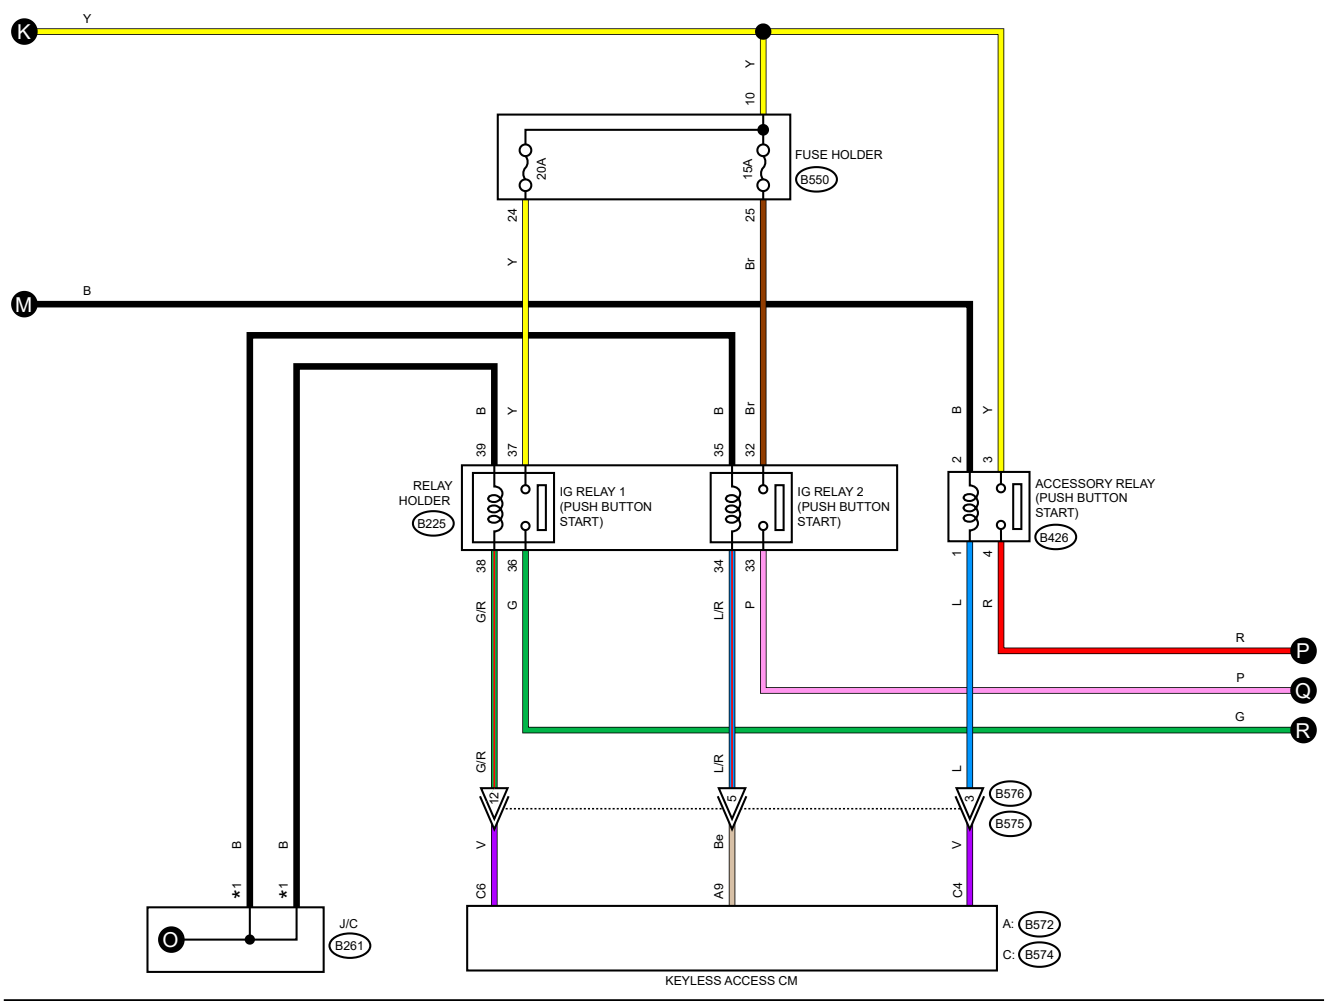 K
Y
Y
10
20A
15A
FUSE HOLDER
B550
24
25
Y
Br
M
B
B
Y
B
Br
B
Y
39
37
35
32
2
3
RELAY
HOLDER
B225
IG RELAY 1
(PUSH BUTTON
START)
IG RELAY 2
(PUSH BUTTON
START)
ACCESSORY RELAY
(PUSH BUTTON
START)
B426
38
36
34
33
1
4
G/R
G
L/R
P
L
R
R
P
P
Q
G
R
G/R
L/R
L
12
5
3
B576
B575
B
B
V
Be
V
*1
*1
C6
A9
C4
O
J/C
B261
A: B572
C: B574
KEYLESS ACCESS CM